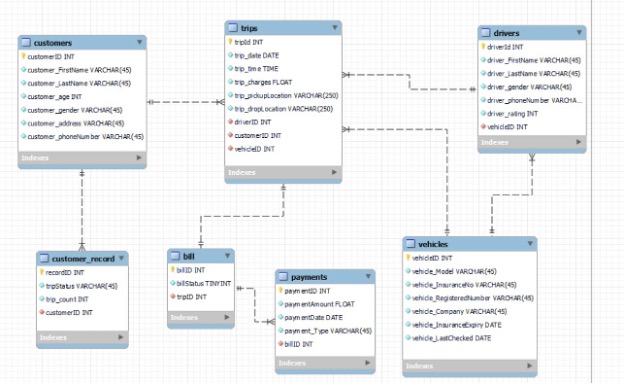 customers
customerID INT
customer_FirstName VARCHAR(45)
customer_LastName VARCHAR(45)
customer_age INT
customer_gender VARCHAR(45)
customer_address VARCHAR(45)
customer_phoneNumber VARCHAR(45)
Indexes
trips
tripId INT
trip_date DATE
trip_time TIME
trip_charges FLOAT
trip_pickupLocation VARCHAR(250)
trip_dropLocation VARCHAR(250)
driverID INT
customerID INT
vehicleID INT
Indexes
drivers
driverId INT
driver_FirstName VARCHAR(45)
driver_LastName VARCHAR(45)
driver_gender VARCHAR(45)
driver_phoneNumber VARCHA...
driver_rating INT
vehicleID INT
Indexes
customer_record
recordID INT
tripStatus VARCHAR(45)
trip_count INT
customerID INT
Indexes
bill
billID INT
billStatus TINYINT
tripID INT
Indexes
payments
paymentID INT
paymentAmount FLOAT
paymentDate DATE
payment_Type VARCHAR(45)
billID INT
Indexes
vehicles
vehicleID INT
vehicle_Model VARCHAR(45)
vehicle_InsuranceNo VARCHAR(45)
vehicle_RegisteredNumber VARCHAR(45)
vehicle_Company VARCHAR(45)
vehicle_InsuranceExpiry DATE
vehicle_LastChecked DATE
Indexes